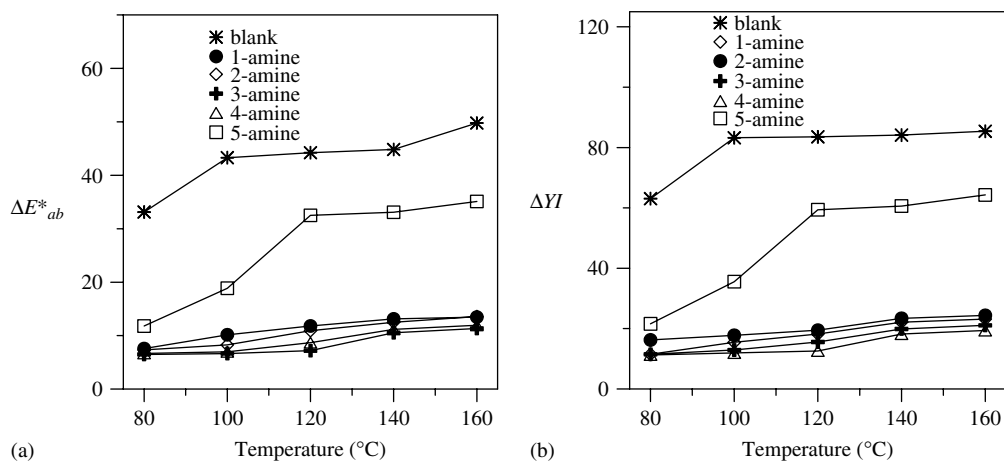 60
40
20
0
ΔE*ab
blank
1-amine
2-amine
3-amine
4-amine
5-amine
80 100 120 140 160
Temperature (°C)
(a)
120
80
40
0
ΔYI
blank
1-amine
2-amine
3-amine
4-amine
5-amine
80 100 120 140 160
Temperature (°C)
(b)